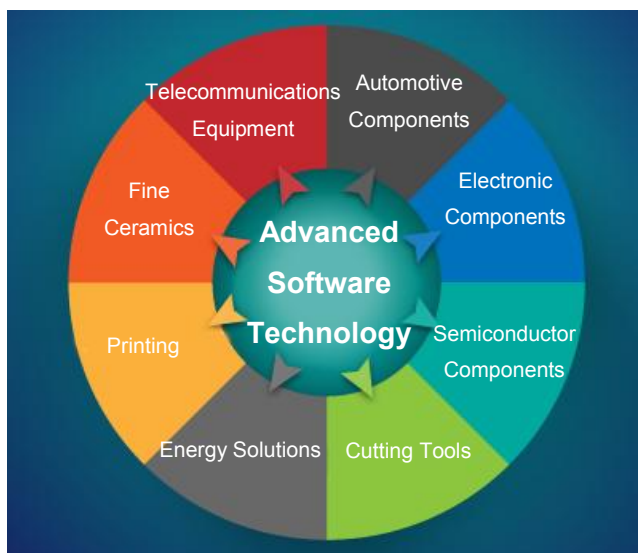 Telecommunications
Equipment
Automotive
Components
Electronic
Components
Semiconductor
Components
Cutting Tools
Energy Solutions
Printing
Fine
Ceramics
Advanced
Software
Technology